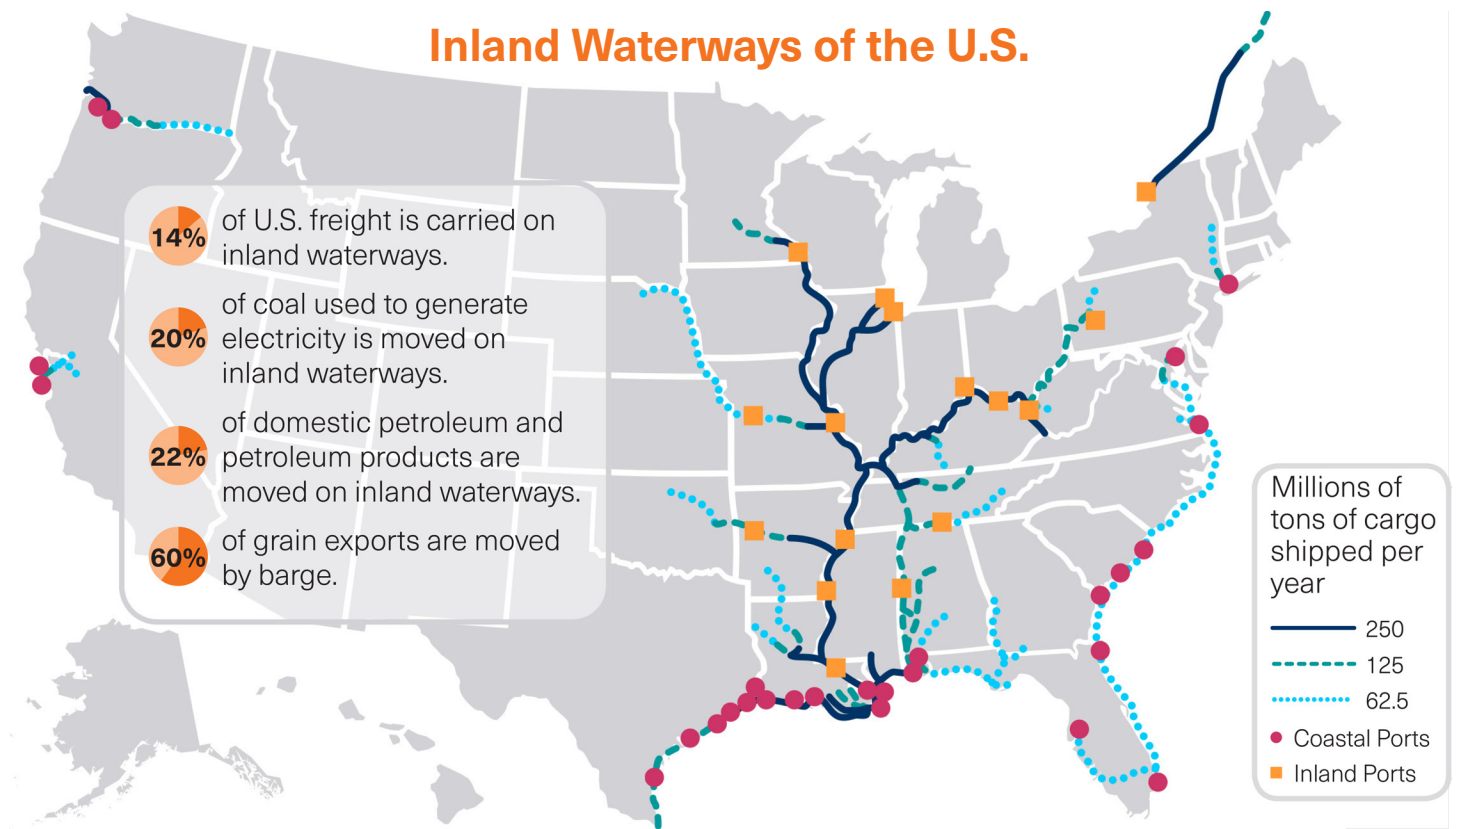 Inland Waterways of the U.S.
14%
of U.S. freight is carried on
inland waterways.
20%
of coal used to generate
electricity is moved on
inland waterways.
22%
of domestic petroleum and
petroleum products are
moved on inland waterways.
60%
of grain exports are moved
by barge.
Millions of
tons of cargo
shipped per
year
250
125
62.5
Coastal Ports
Inland Ports